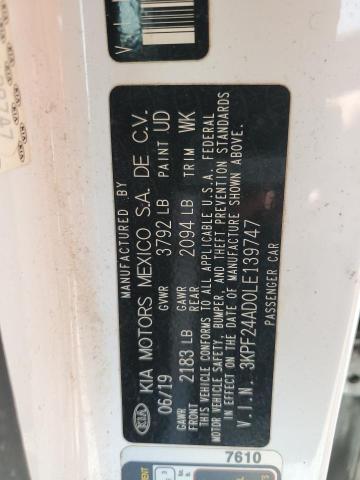 MANUFACTURED BY
KIA KIA MOTORS MEXICO S.A. DE C.V.
06/19 GVWR 3792 LB PAINT UD
GAWR FRONT 2183 LB GAWR REAR 2094 LB TRIM WK
THIS VEHICLE CONFORMS TO ALL APPLICABLE U.S.A. FEDERAL
MOTOR VEHICLE SAFETY, BUMPER, AND THEFT PREVENTION STANDARDS
IN EFFECT ON THE DATE OF MANUFACTURE SHOWN ABOVE.
V.I.N. 3KPF24AD0LE139747
PASSENGER CAR
7610